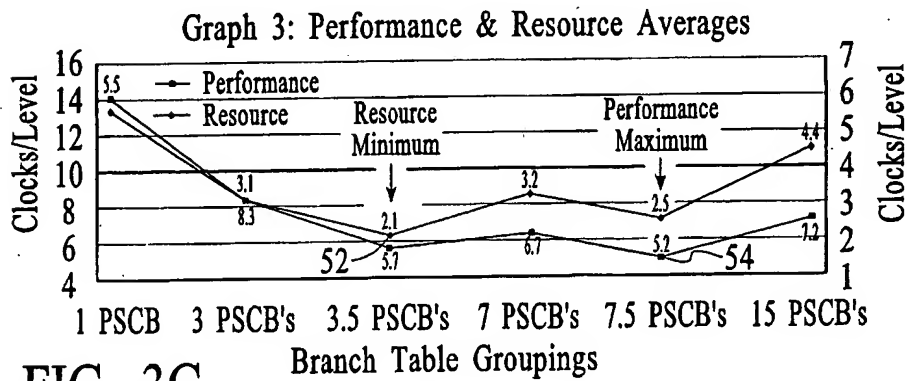 Graph 3: Performance & Resource Averages
16
14
12
10
8
6
4
Clocks/Level
7
6
5
4
3
2
1
Clocks/Level
Performance
Resource
Resource
Minimum
Performance
Maximum
5.5
3.1
8.3
2.1
5.7
3.2
6.7
2.5
5.2
4.4
7.2
52
54
1 PSCB
3 PSCB's
3.5 PSCB's
7 PSCB's
7.5 PSCB's
15 PSCB's
Branch Table Groupings